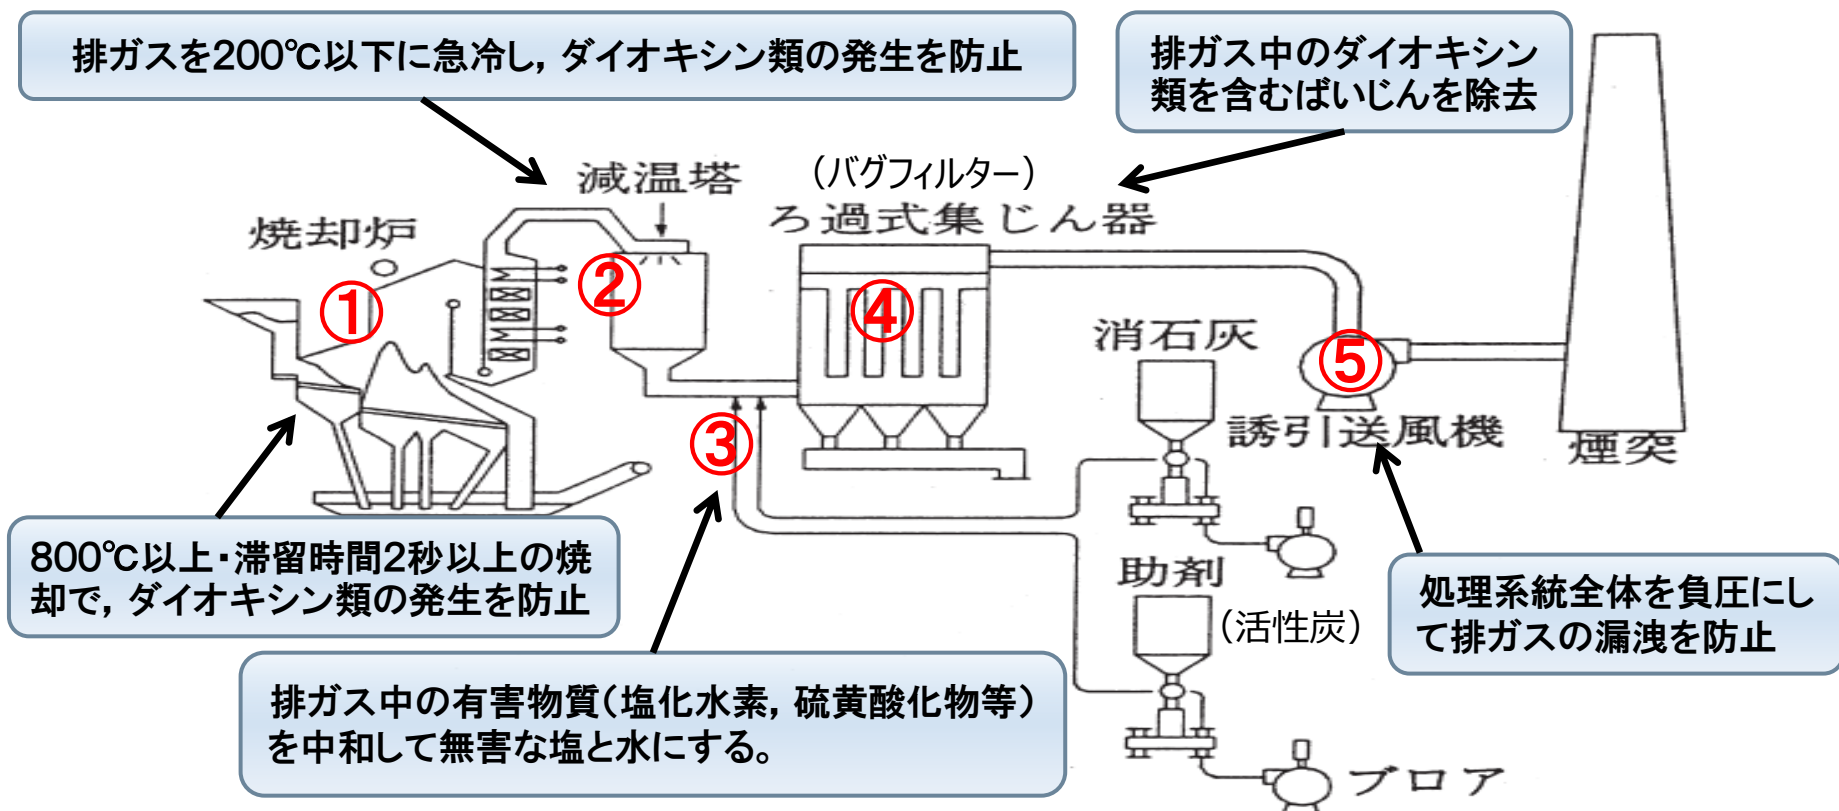 排ガスを200℃以下に急冷し，ダイオキシン類の発生を防止
排ガス中のダイオキシン
類を含むばいじんを除去
減温塔
（バグフィルター）
ろ過式集じん器
焼却炉
①
②
④
消石灰
⑤
③
誘引送風機
煙突
800℃以上・滞留時間2秒以上の焼
却で，ダイオキシン類の発生を防止
助剤
（活性炭）
処理系統全体を負圧にし
て排ガスの漏洩を防止
排ガス中の有害物質（塩化水素，硫黄酸化物等）
を中和して無害な塩と水にする。
ブロア